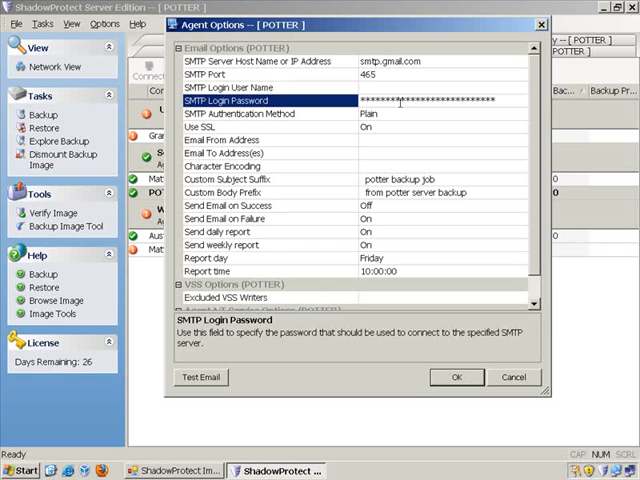 ShadowProtect Server Edition -- [ POTTER ]
File Tasks View Options Help
View
Network View
Tasks
Backup
Restore
Explore Backup
Dismount Backup
Image
Tools
Verify Image
Backup Image Tool
Help
Backup
Restore
Browse Image
Image Tools
License
Days Remaining: 26
Connec
Co
Gran
Matt
POT
Aus
Mat
y -- [ POTTER ]
[ POTTER ]
Bac...
Backup Pr...
Agent Options -- [ POTTER ]
Email Options (POTTER)
SMTP Server Host Name or IP Address smtp.gmail.com
SMTP Port 465
SMTP Login User Name
SMTP Login Password ****************************
SMTP Authentication Method Plain
Use SSL On
Email From Address
Email To Address(es)
Character Encoding
Custom Subject Suffix potter backup job
Custom Body Prefix from potter server backup
Send Email on Success Off
Send Email on Failure On
Send daily report On
Send weekly report On
Report day Friday
Report time 10:00:00
VSS Options (POTTER)
Excluded VSS Writers
SMTP Login Password
Use this field to specify the password that should be used to connect to the specified SMTP
server.
Test Email OK Cancel
Ready CAP NUM SCRL
Start ShadowProtect Im... ShadowProtect ...